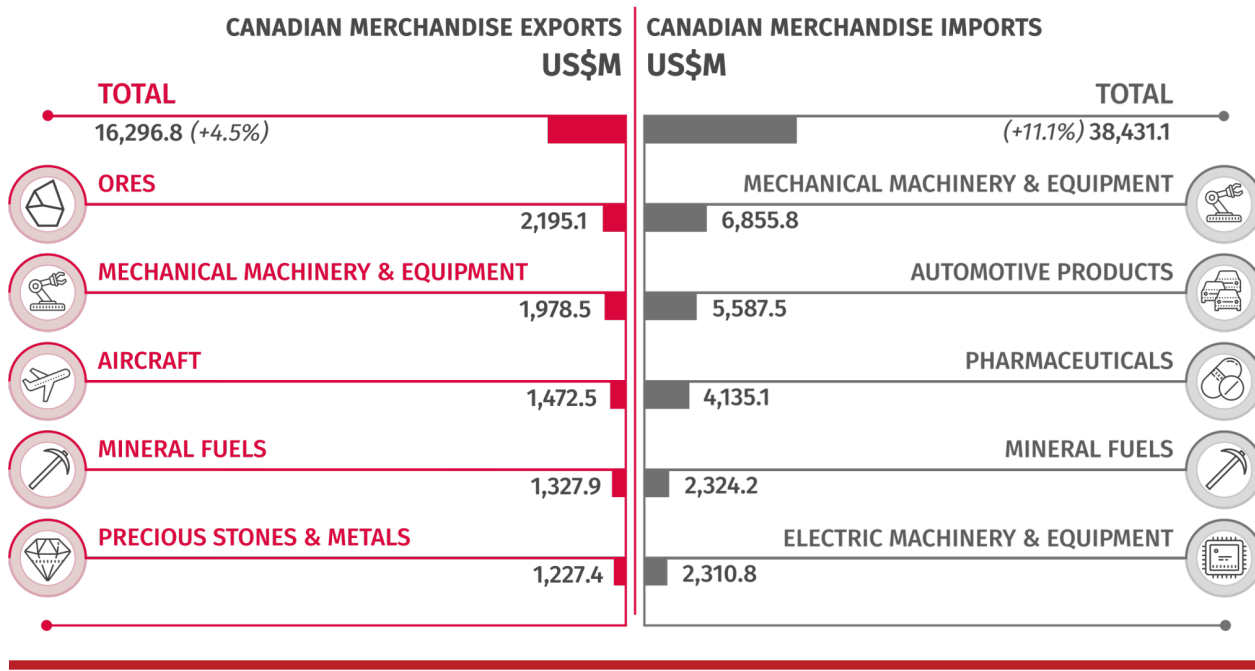 CANADIAN MERCHANDISE EXPORTS
US$M
TOTAL
16,296.8 (+4.5%)
ORES
2,195.1
MECHANICAL MACHINERY & EQUIPMENT
1,978.5
AIRCRAFT
1,472.5
MINERAL FUELS
1,327.9
PRECIOUS STONES & METALS
1,227.4
CANADIAN MERCHANDISE IMPORTS
US$M
TOTAL
(+11.1%) 38,431.1
MECHANICAL MACHINERY & EQUIPMENT
6,855.8
AUTOMOTIVE PRODUCTS
5,587.5
PHARMACEUTICALS
4,135.1
MINERAL FUELS
2,324.2
ELECTRIC MACHINERY & EQUIPMENT
2,310.8